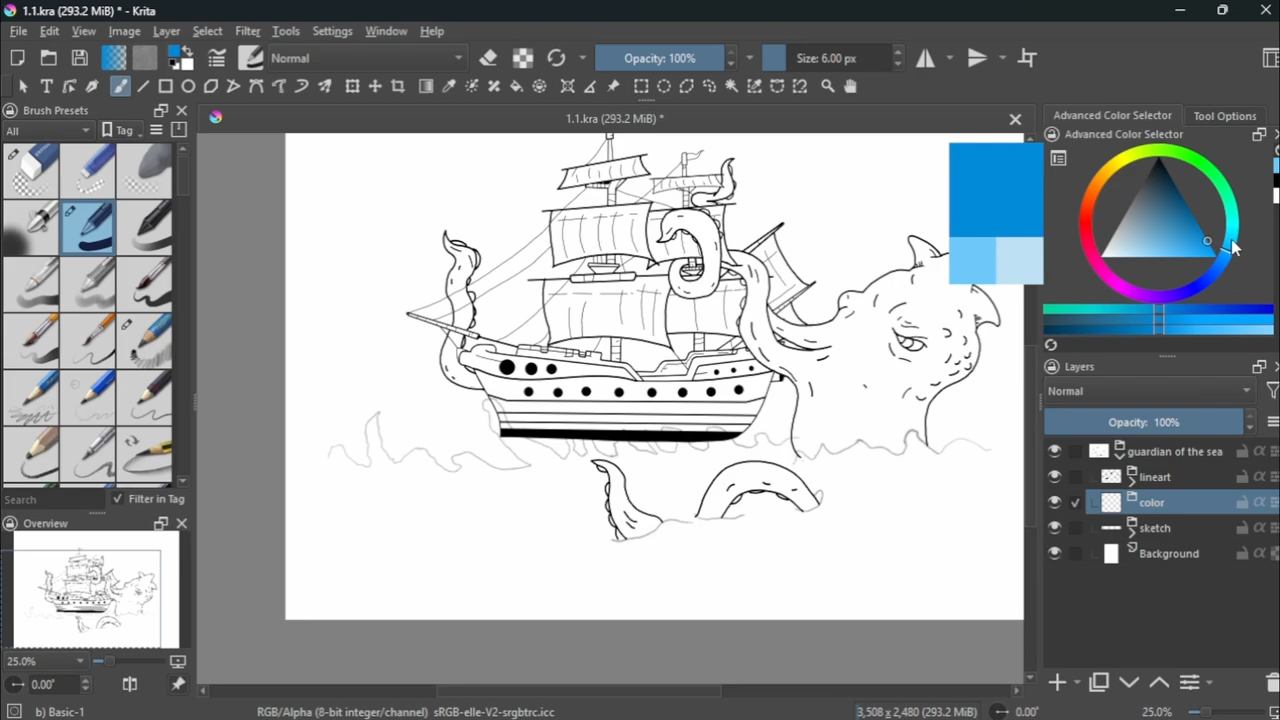 1.1.kra (293.2 MiB) * - Krita
File Edit View Image Layer Select Filter Tools Settings Window Help
Normal
Opacity: 100%
Size: 6.00 px
Brush Presets
1.1.kra (293.2 MiB) *
Advanced Color Selector
Tool Options
All
Tag
Advanced Color Selector
Layers
Normal
Opacity: 100%
guardian of the sea
lineart
color
sketch
Background
Search
Filter in Tag
Overview
25.0%
0.00°
b) Basic-1
RGB/Alpha (8-bit integer/channel) sRGB-elle-V2-srgbtrc.icc
3,508 x 2,480 (293.2 MiB)
0.00°
25.0%